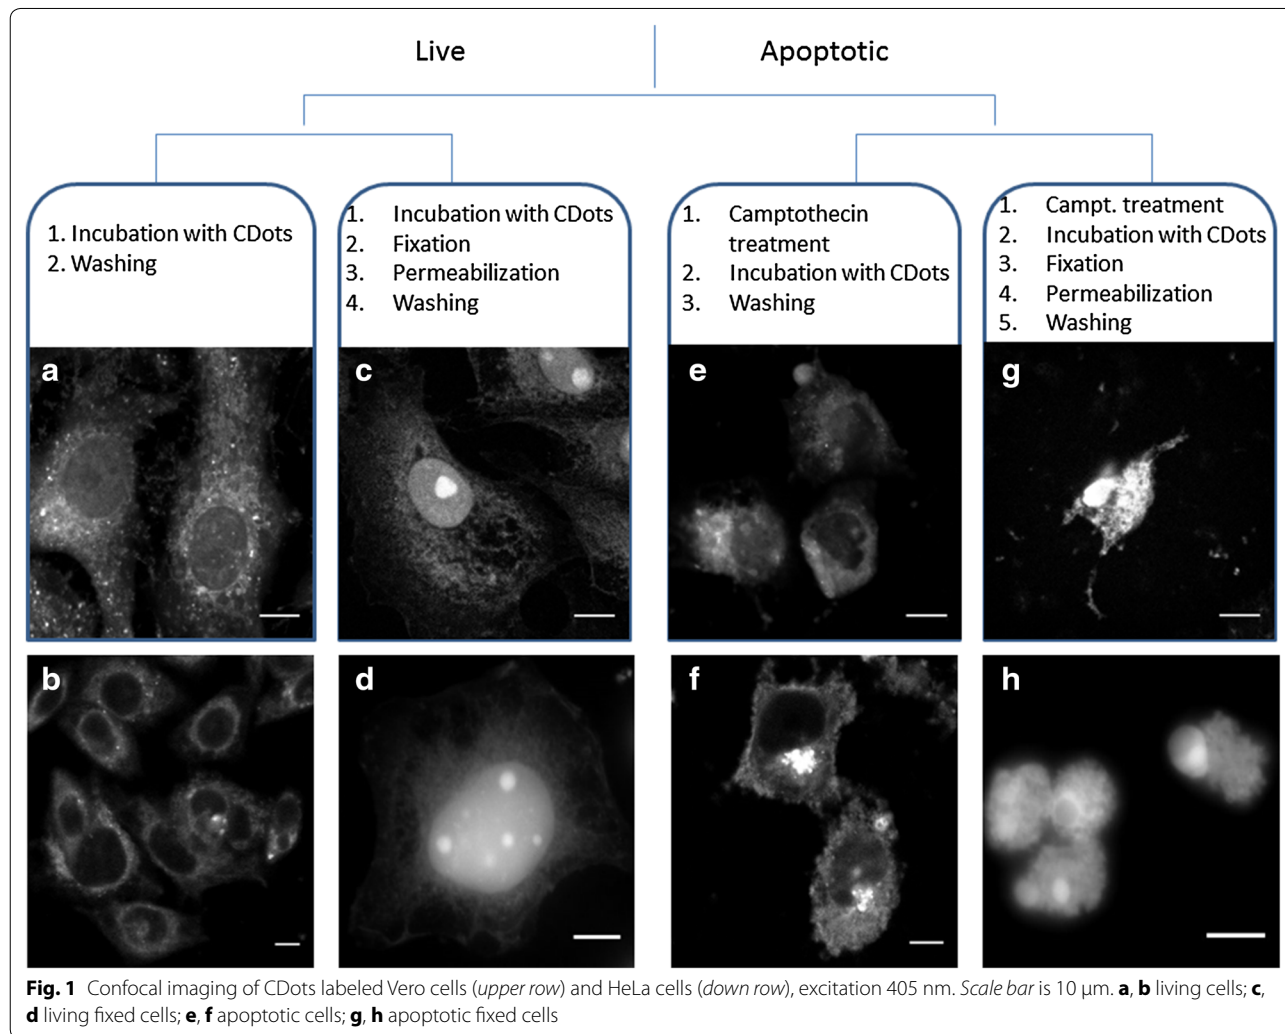 Live
Apoptotic
1. Incubation with CDots
2. Washing
1. Incubation with CDots
2. Fixation
3. Permeabilization
4. Washing
1. Camptothecin
treatment
2. Incubation with CDots
3. Washing
1. Campt. treatment
2. Incubation with CDots
3. Fixation
4. Permeabilization
5. Washing
a
c
e
g
b
d
f
h
Fig. 1 Confocal imaging of CDots labeled Vero cells (upper row) and HeLa cells (down row), excitation 405 nm. Scale bar is 10 μm. a, b living cells; c,
d living fixed cells; e, f apoptotic cells; g, h apoptotic fixed cells